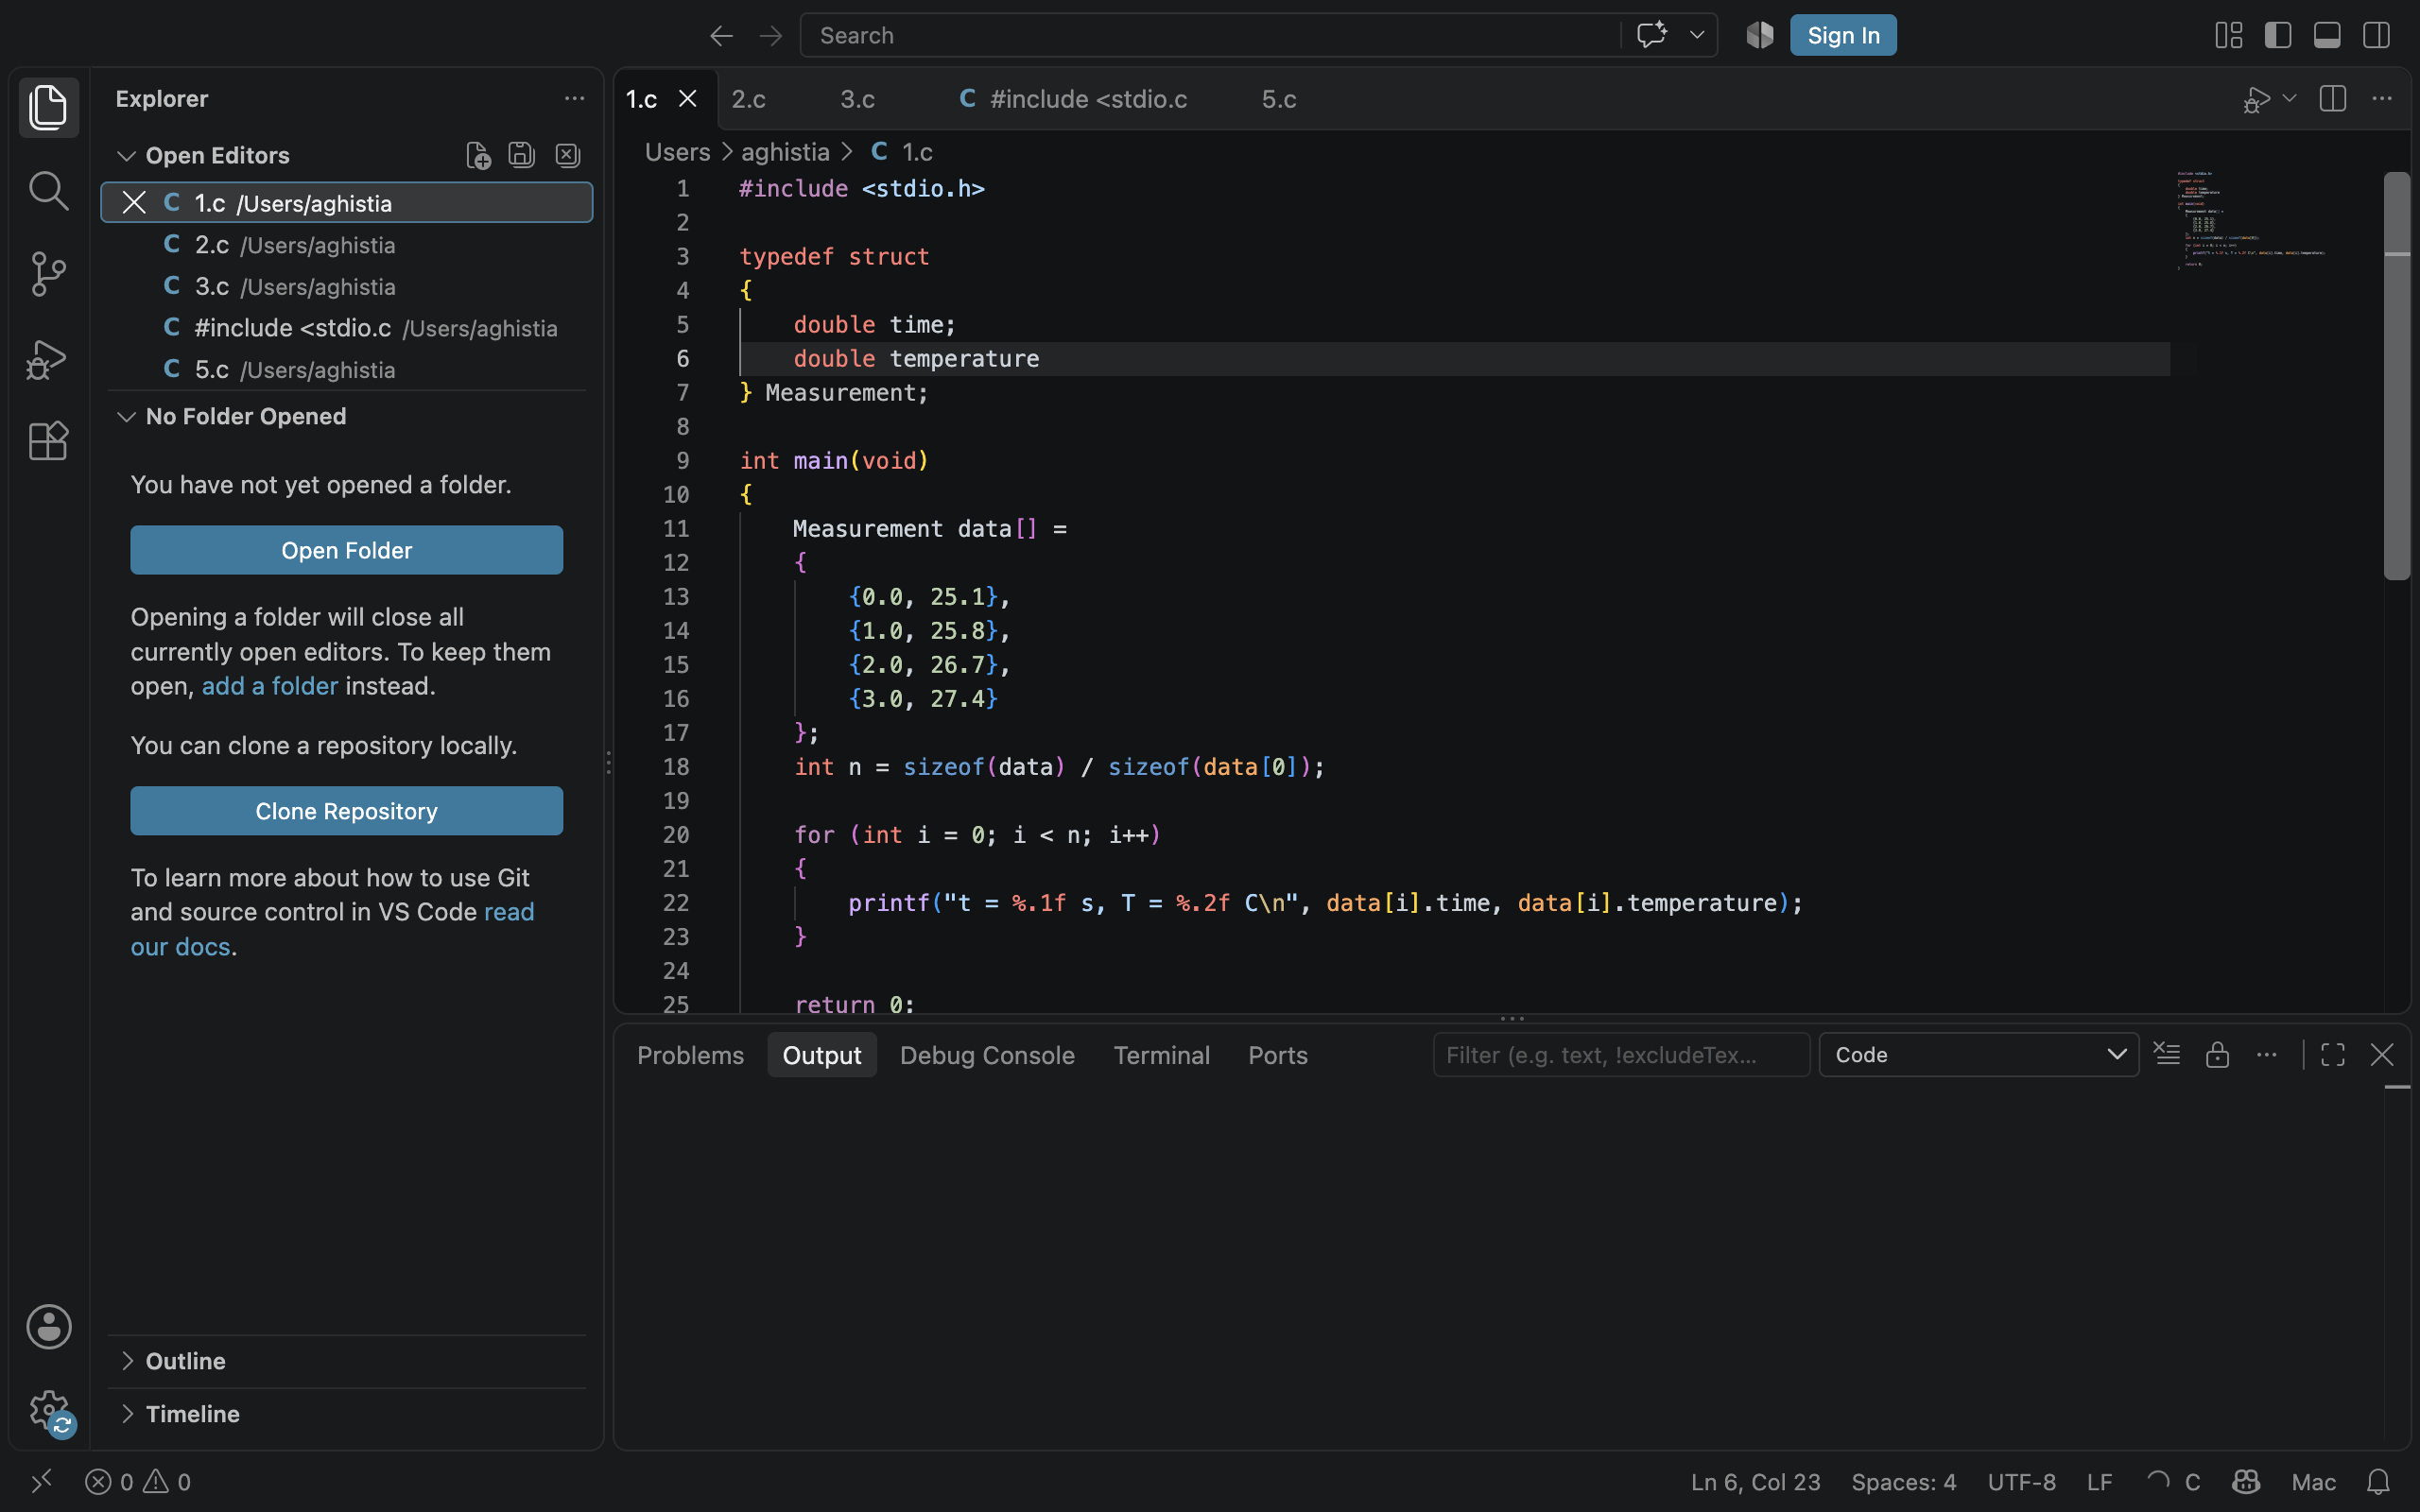 Search
Sign In
Explorer
Open Editors
1.c /Users/aghistia
2.c /Users/aghistia
3.c /Users/aghistia
#include <stdio.c /Users/aghistia
5.c /Users/aghistia
No Folder Opened
You have not yet opened a folder.
Open Folder
Opening a folder will close all
currently open editors. To keep them
open, add a folder instead.
You can clone a repository locally.
Clone Repository
To learn more about how to use Git
and source control in VS Code read
our docs.
Outline
Timeline
1.c 2.c 3.c C #include <stdio.c 5.c
Users > aghistia > C 1.c
1 #include <stdio.h>
2
3 typedef struct
4 {
5     double time;
6     double temperature
7 } Measurement;
8
9 int main(void)
10 {
11     Measurement data[] =
12     {
13         {0.0, 25.1},
14         {1.0, 25.8},
15         {2.0, 26.7},
16         {3.0, 27.4}
17     };
18     int n = sizeof(data) / sizeof(data[0]);
19
20     for (int i = 0; i < n; i++)
21     {
22         printf("t = %.1f s, T = %.2f C\n", data[i].time, data[i].temperature);
23     }
24
25     return 0;
Problems Output Debug Console Terminal Ports Filter (e.g. text, !excludeTex... Code
0 0 Ln 6, Col 23 Spaces: 4 UTF-8 LF C Mac